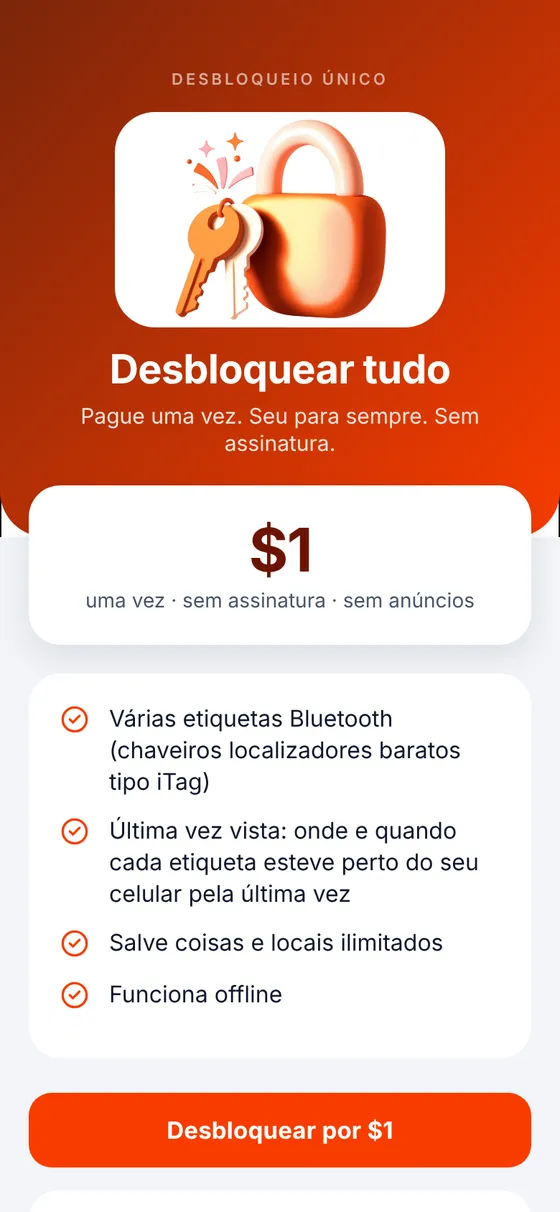 DESBLOQUEIO ÚNICO
Desbloquear tudo
Pague uma vez. Seu para sempre. Sem
assinatura.
$1
uma vez · sem assinatura · sem anúncios
Várias etiquetas Bluetooth
(chaveiros localizadores baratos
tipo iTag)
Última vez vista: onde e quando
cada etiqueta esteve perto do seu
celular pela última vez
Salve coisas e locais ilimitados
Funciona offline
Desbloquear por $1